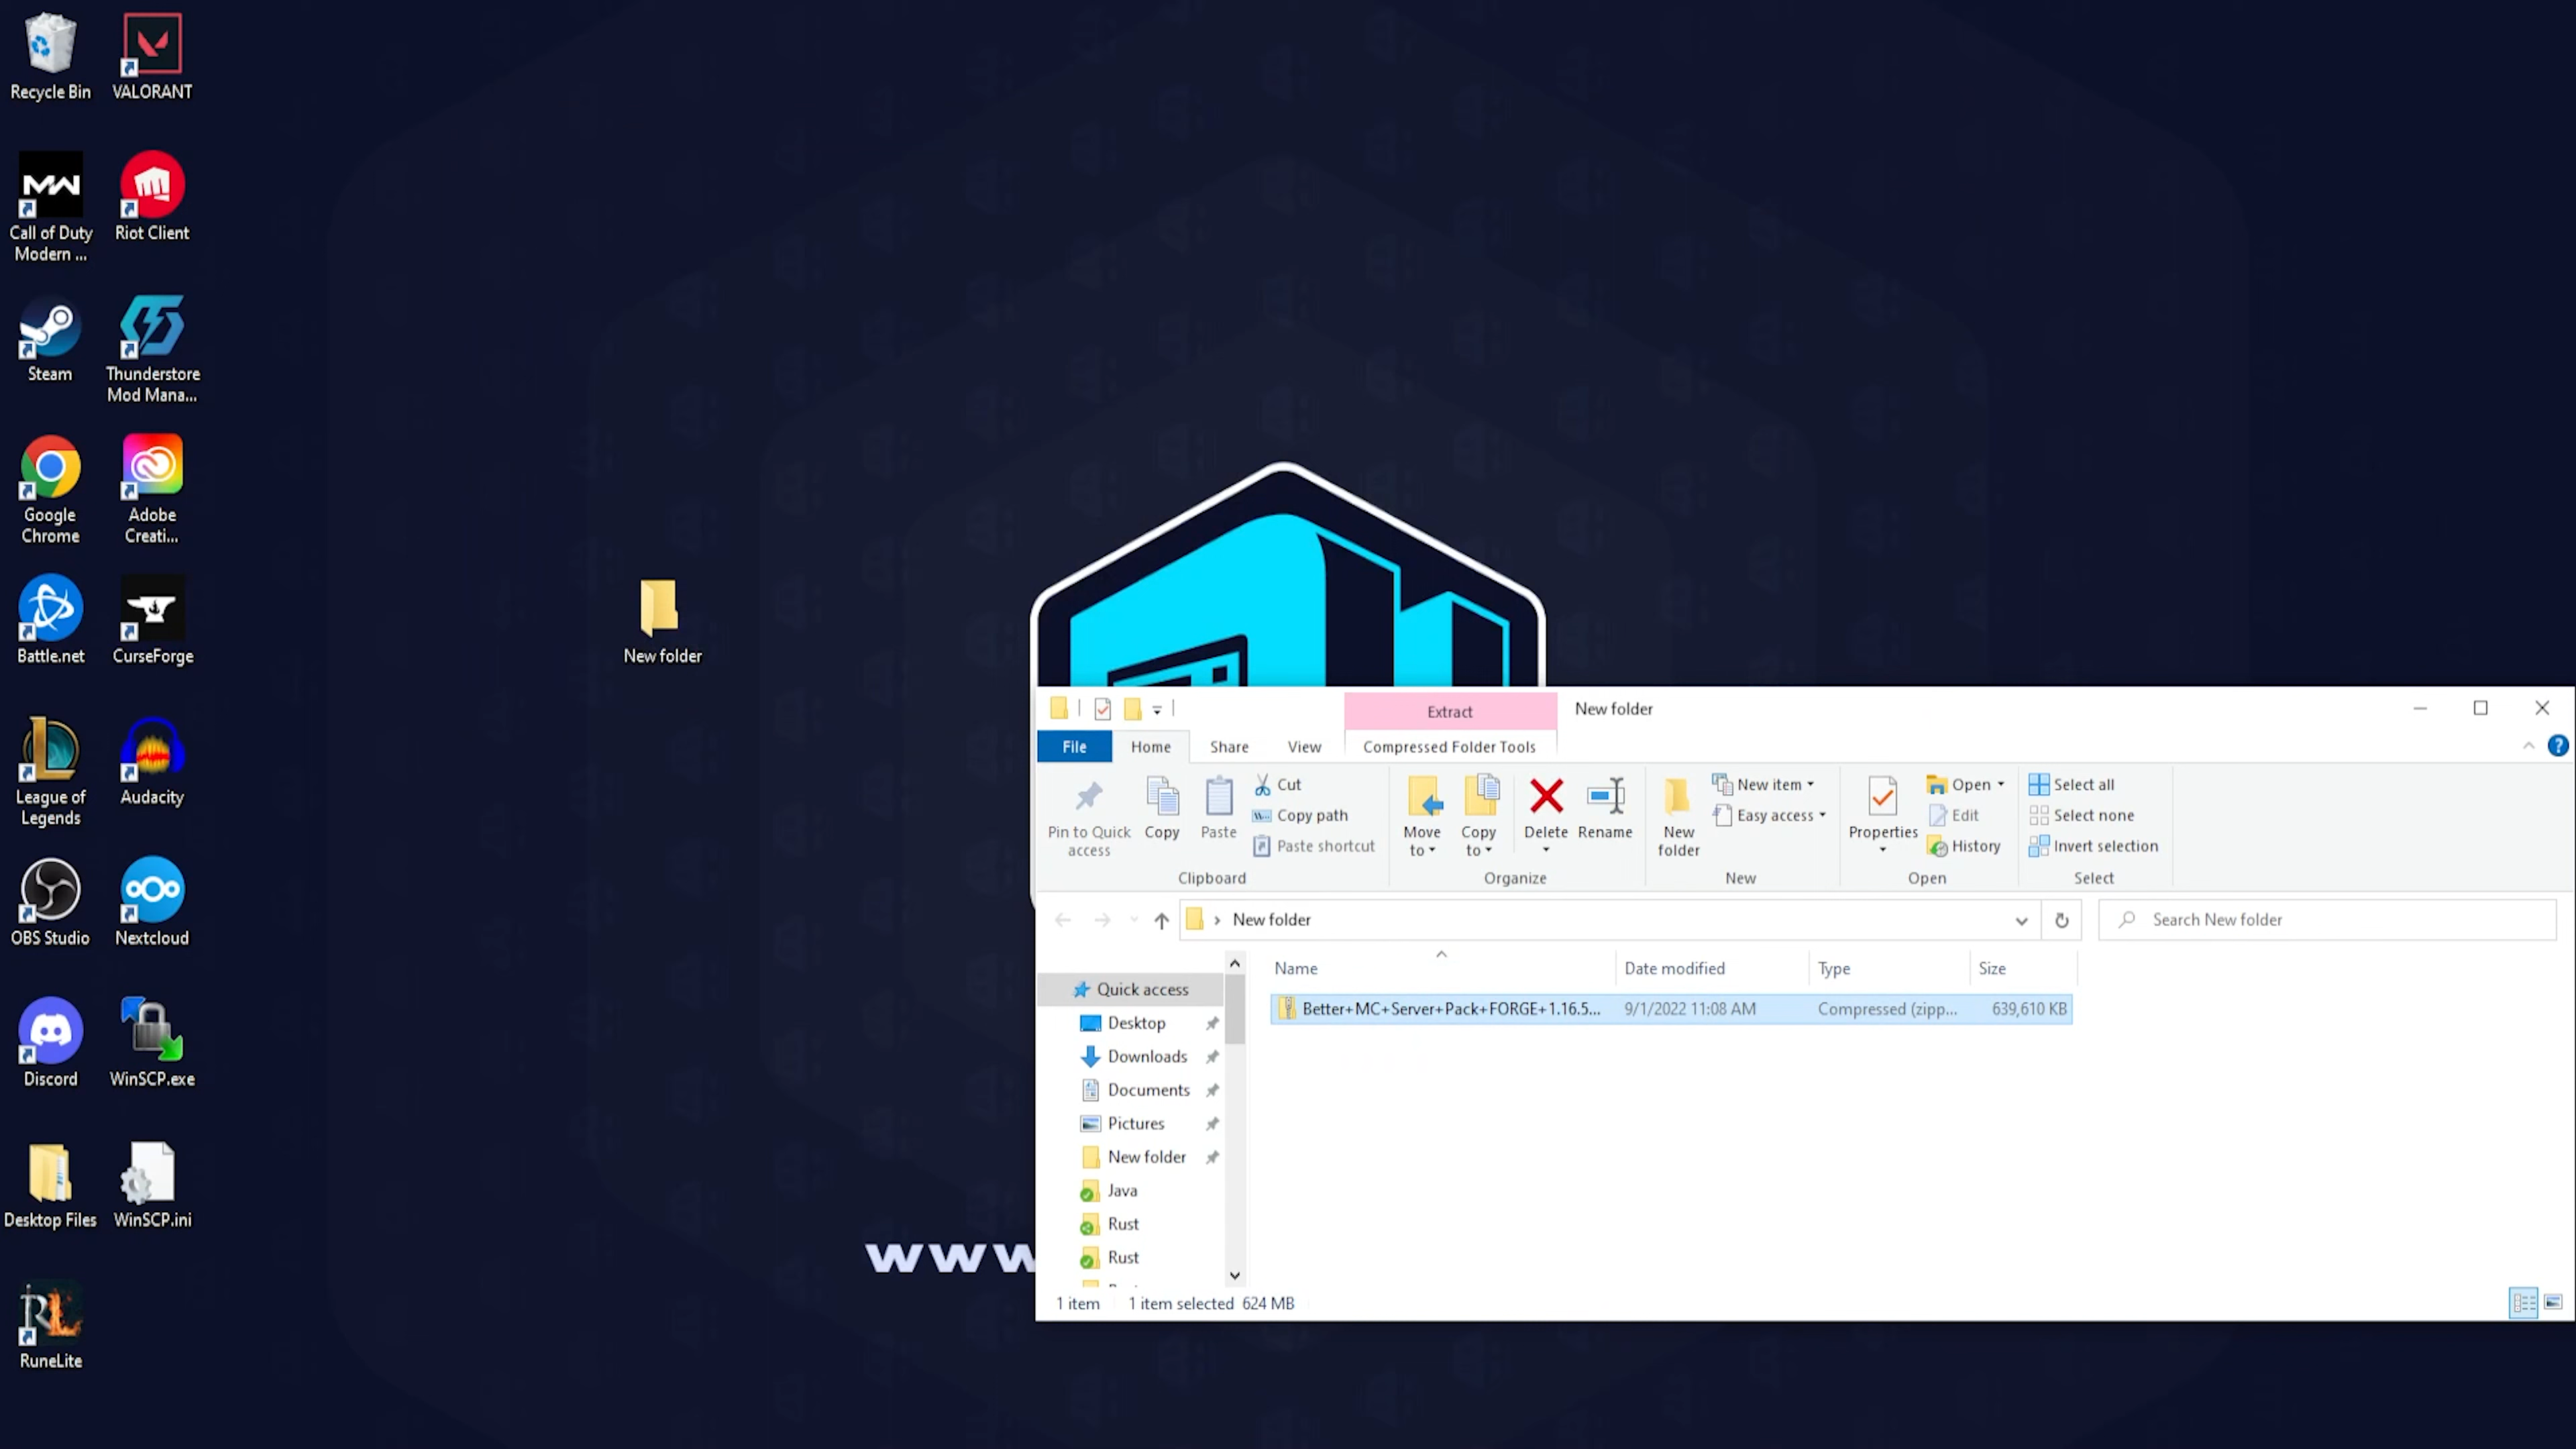 Recycle Bin
VALORANT
Call of Duty
Modern ...
Riot Client
Steam
Thunderstore
Mod Mana...
Google
Chrome
Adobe
Creati...
Battle.net
CurseForge
League of
Legends
Audacity
OBS Studio
Nextcloud
Discord
WinSCP.exe
Desktop Files
WinSCP.ini
RuneLite
New folder
www.
Extract
New folder
File
Home
Share
View
Compressed Folder Tools
Pin to Quick
access
Copy
Paste
Cut
Copy path
Paste shortcut
Clipboard
Move
to
Copy
to
Delete
Rename
Organize
New
folder
New item
Easy access
New
Properties
Open
Edit
History
Open
Select all
Select none
Invert selection
Select
New folder
Search New folder
Quick access
Desktop
Downloads
Documents
Pictures
New folder
Java
Rust
Rust
Name
Date modified
Type
Size
Better+MC+Server+Pack+FORGE+1.16.5... 9/1/2022 11:08 AM Compressed (zipp... 639,610 KB
1 item 1 item selected 624 MB